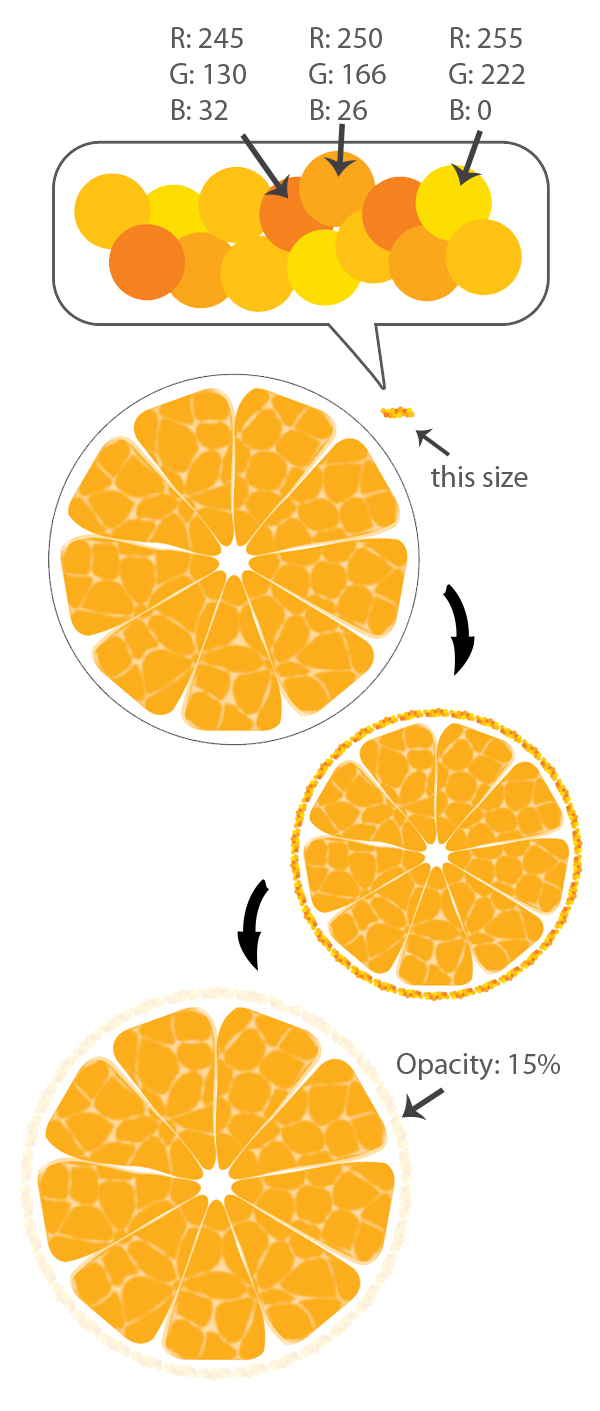 R: 245
G: 130
B: 32
R: 250
G: 166
B: 26
R: 255
G: 222
B: 0
this size
Opacity: 15%